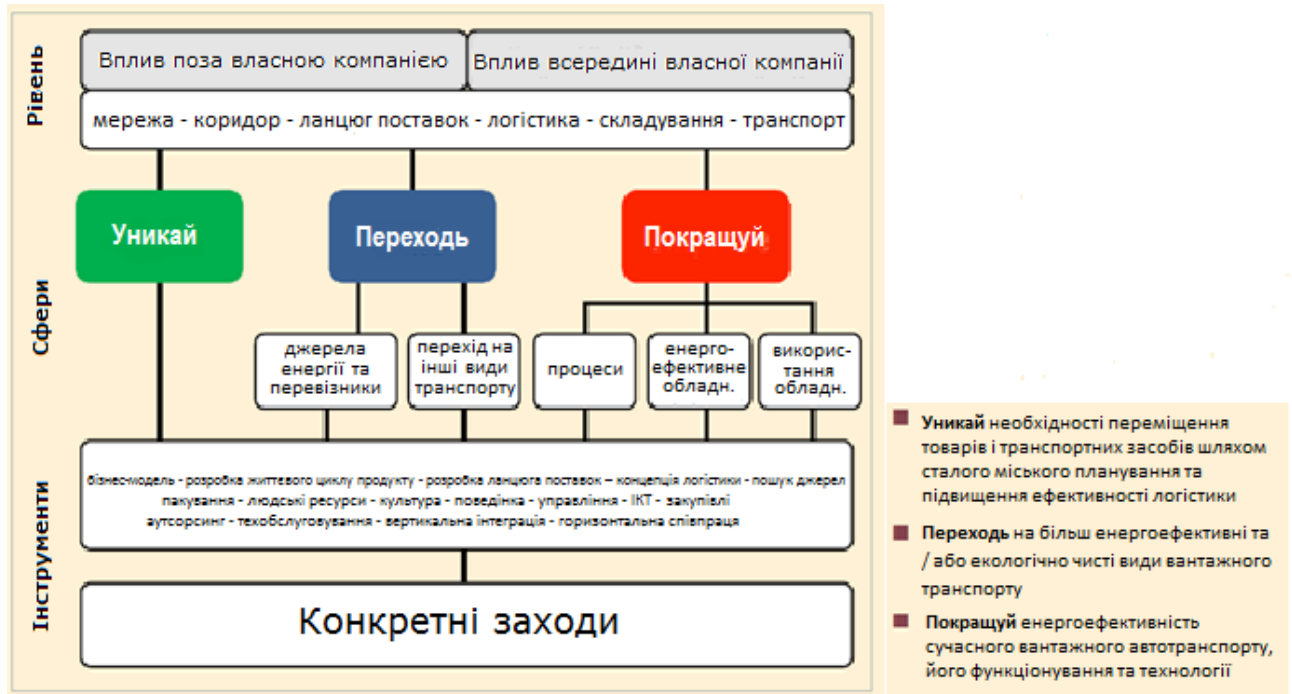 Рівень
Вплив поза власною компанією
Вплив всередині власної компанії
мережа - коридор - ланцюг поставок - логістика - складування - транспорт
Сфери
Уникай
Переходь
Покращуй
джерела
енергії та
перевізники
перехід на
інші види
транспорту
процеси
енерго-
ефективне
обладн.
викорис-
тання
обладн.
Інструменти
бізнес-модель - розробка життєвого циклу продукту - розробка ланцюга поставок – концепція логістики - пошук джерел
пакування - людські ресурси - культура - поведінка - управління - ІКТ - закупівлі
аутсорсинг - техобслуговування - вертикальна інтеграція - горизонтальна співпраця
Конкретні заходи
Уникай необхідності переміщення
товарів і транспортних засобів шляхом
сталого міського планування та
підвищення ефективності логістики
Переходь на більш енергоефективні та
/ або екологічно чисті види вантажного
транспорту
Покращуй енергоефективність
сучасного вантажного автотранспорту,
його функціонування та технології